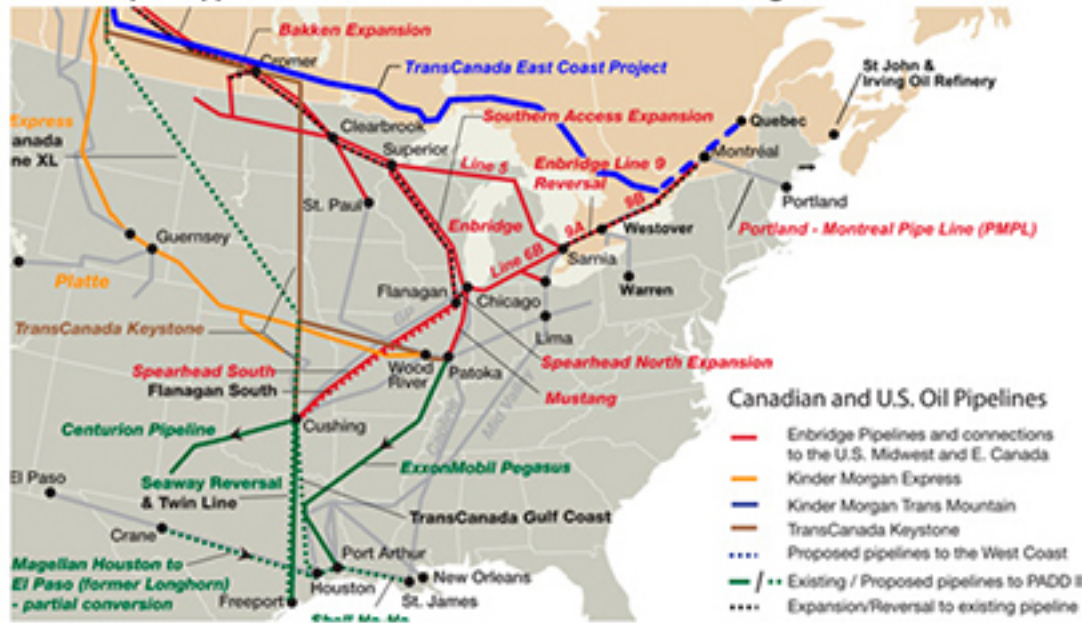 Bakken Expansion
Cromer
TransCanada East Coast Project
St John &
Irving Oil Refinery
Express
anada
ne XL
Clearbrook
Superior
Southern Access Expansion
Quebec
Line 5
Enbridge Line 9
Reversal
Montréal
9B
St. Paul
Enbridge
9A
Westover
Portland
Portland - Montreal Pipe Line (PMPL)
Guernsey
Line 6B
Sarnia
Platte
Flanagan
Chicago
Warren
BP
TransCanada Keystone
Lima
Spearhead South
Wood
River
Patoka
Spearhead North Expansion
Flanagan South
Mustang
Cushing
Centurion Pipeline
Capline
Mid Val
ExxonMobil Pegasus
El Paso
Seaway Reversal
& Twin Line
TransCanada Gulf Coast
Crane
Magellan Houston to
El Paso (former Longhorn)
- partial conversion
Port Arthur
Houston
New Orleans
St. James
Freeport
Canadian and U.S. Oil Pipelines
Enbridge Pipelines and connections
to the U.S. Midwest and E. Canada
Kinder Morgan Express
Kinder Morgan Trans Mountain
TransCanada Keystone
Proposed pipelines to the West Coast
Existing / Proposed pipelines to PADD II
Expansion/Reversal to existing pipeline